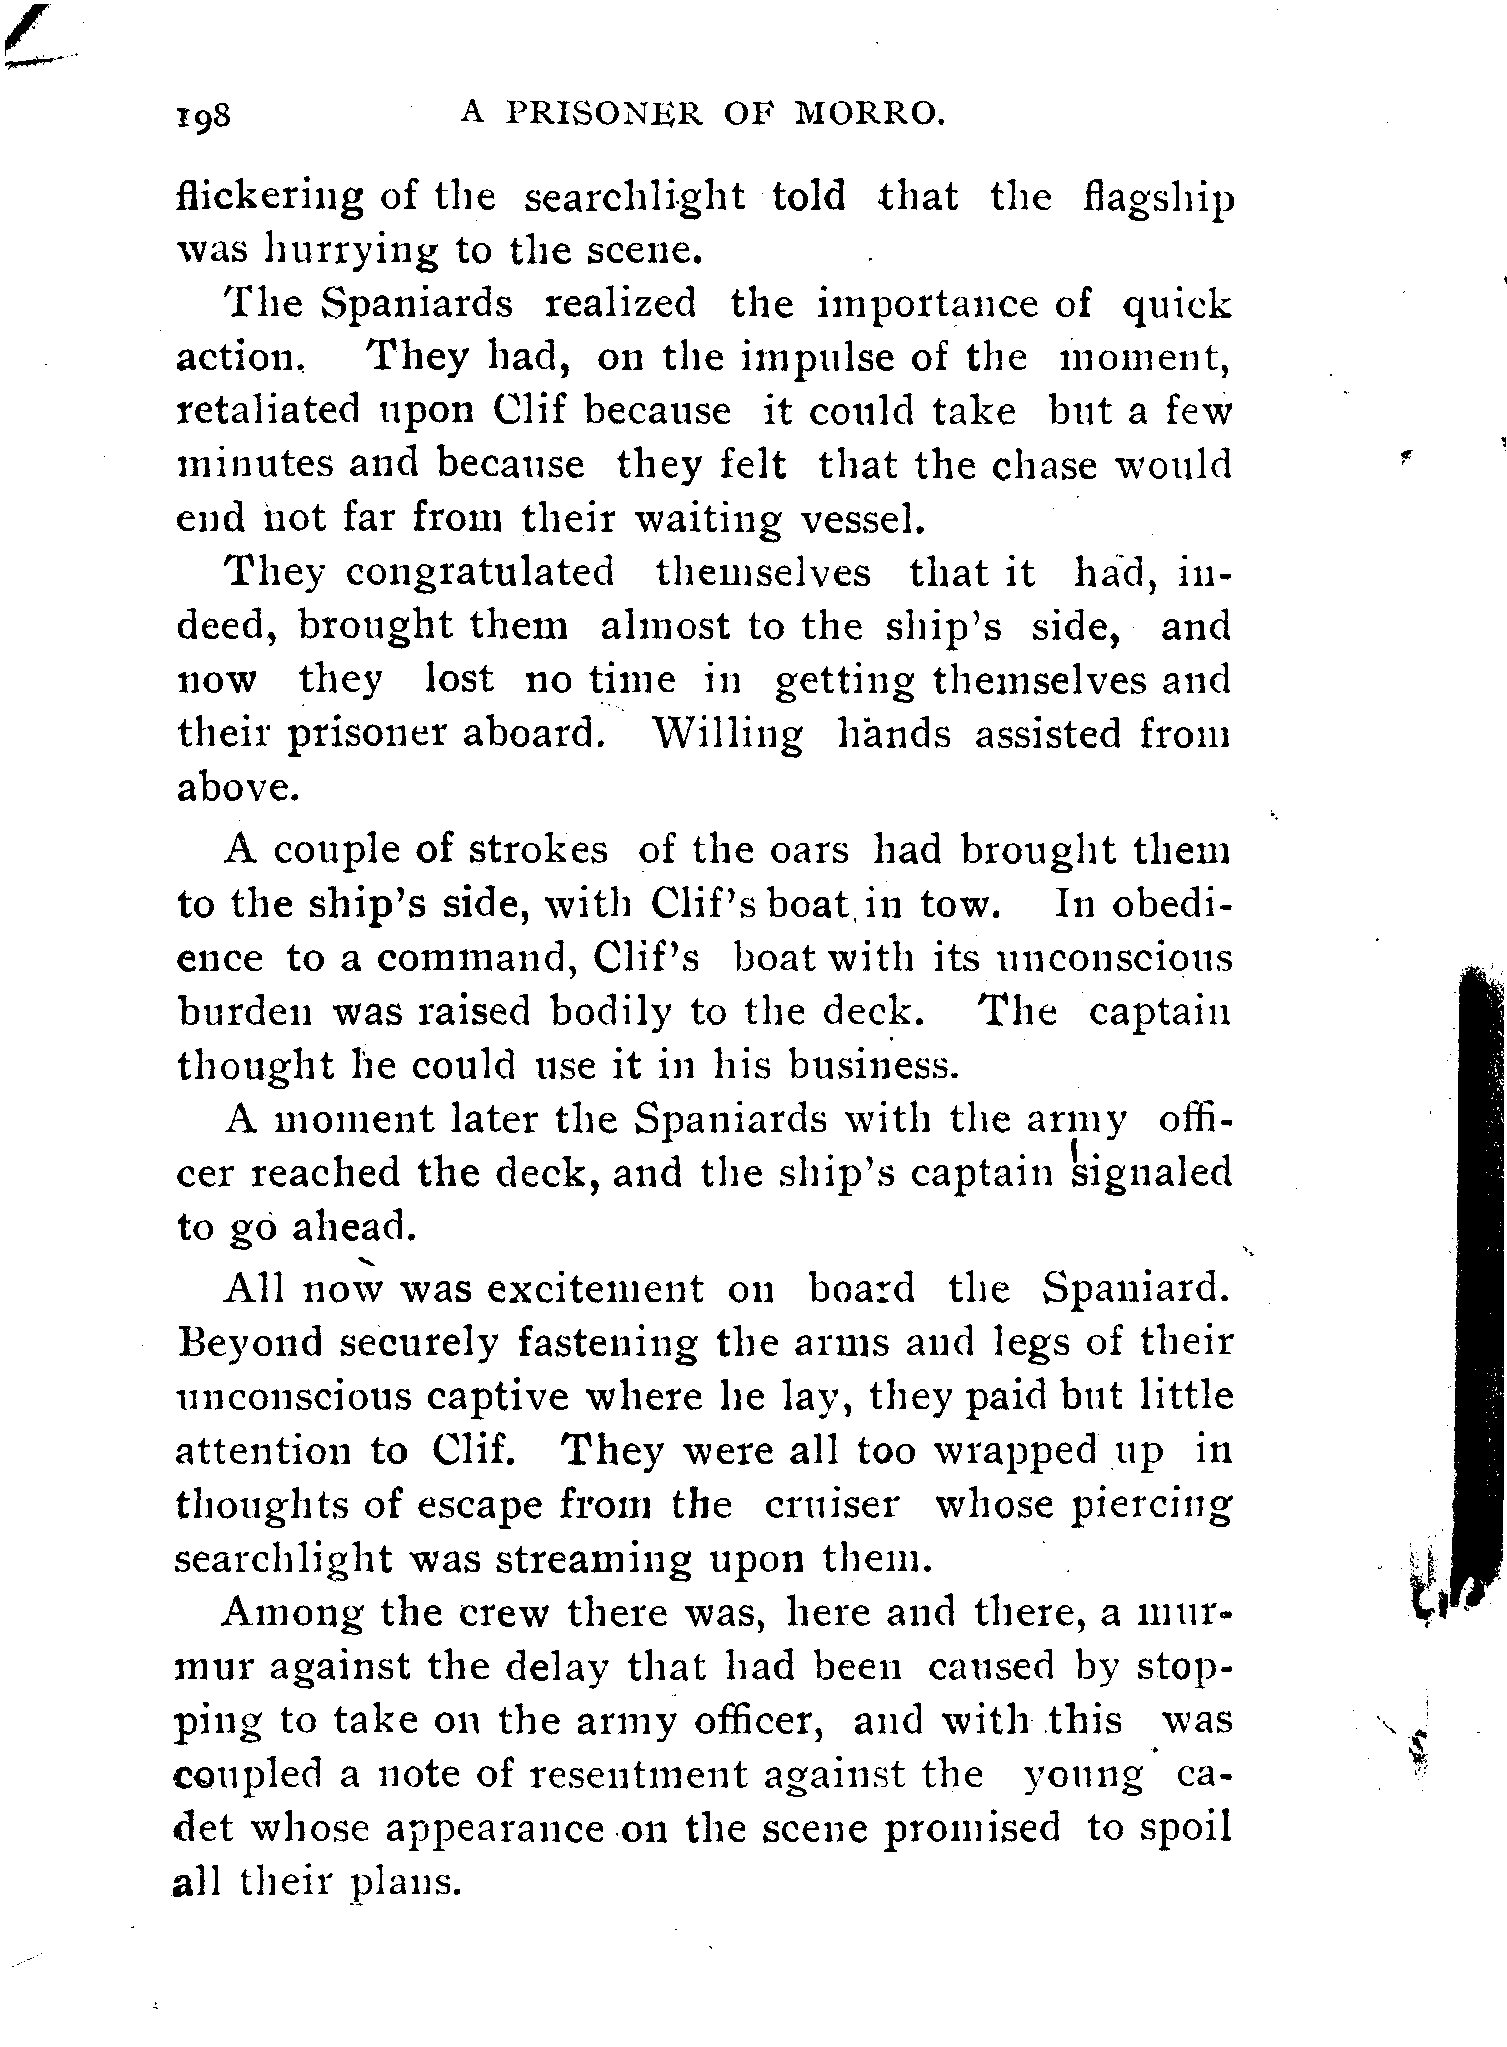 198 A PRISONER OF MORRO.
flickering of the searchlight told that the flagship
was hurrying to the scene.
The Spaniards realized the importance of quick
action. They had, on the impulse of the moment,
retaliated upon Clif because it could take but a few
minutes and because they felt that the chase would
end not far from their waiting vessel.
They congratulated themselves that it had, in-
deed, brought them almost to the ship's side, and
now they lost no time in getting themselves and
their prisoner aboard. Willing hands assisted from
above.
A couple of strokes of the oars had brought them
to the ship's side, with Clif's boat in tow. In obedi-
ence to a command, Clif's boat with its unconscious
burden was raised bodily to the deck. The captain
thought he could use it in his business.
A moment later the Spaniards with the army offi-
cer reached the deck, and the ship's captain signaled
to go ahead.
All now was excitement on board the Spaniard.
Beyond securely fastening the arms and legs of their
unconscious captive where he lay, they paid but little
attention to Clif. They were all too wrapped up in
thoughts of escape from the cruiser whose piercing
searchlight was streaming upon them.
Among the crew there was, here and there, a mur-
mur against the delay that had been caused by stop-
ping to take on the army officer, and with this was
coupled a note of resentment against the young ca-
det whose appearance on the scene promised to spoil
all their plans.